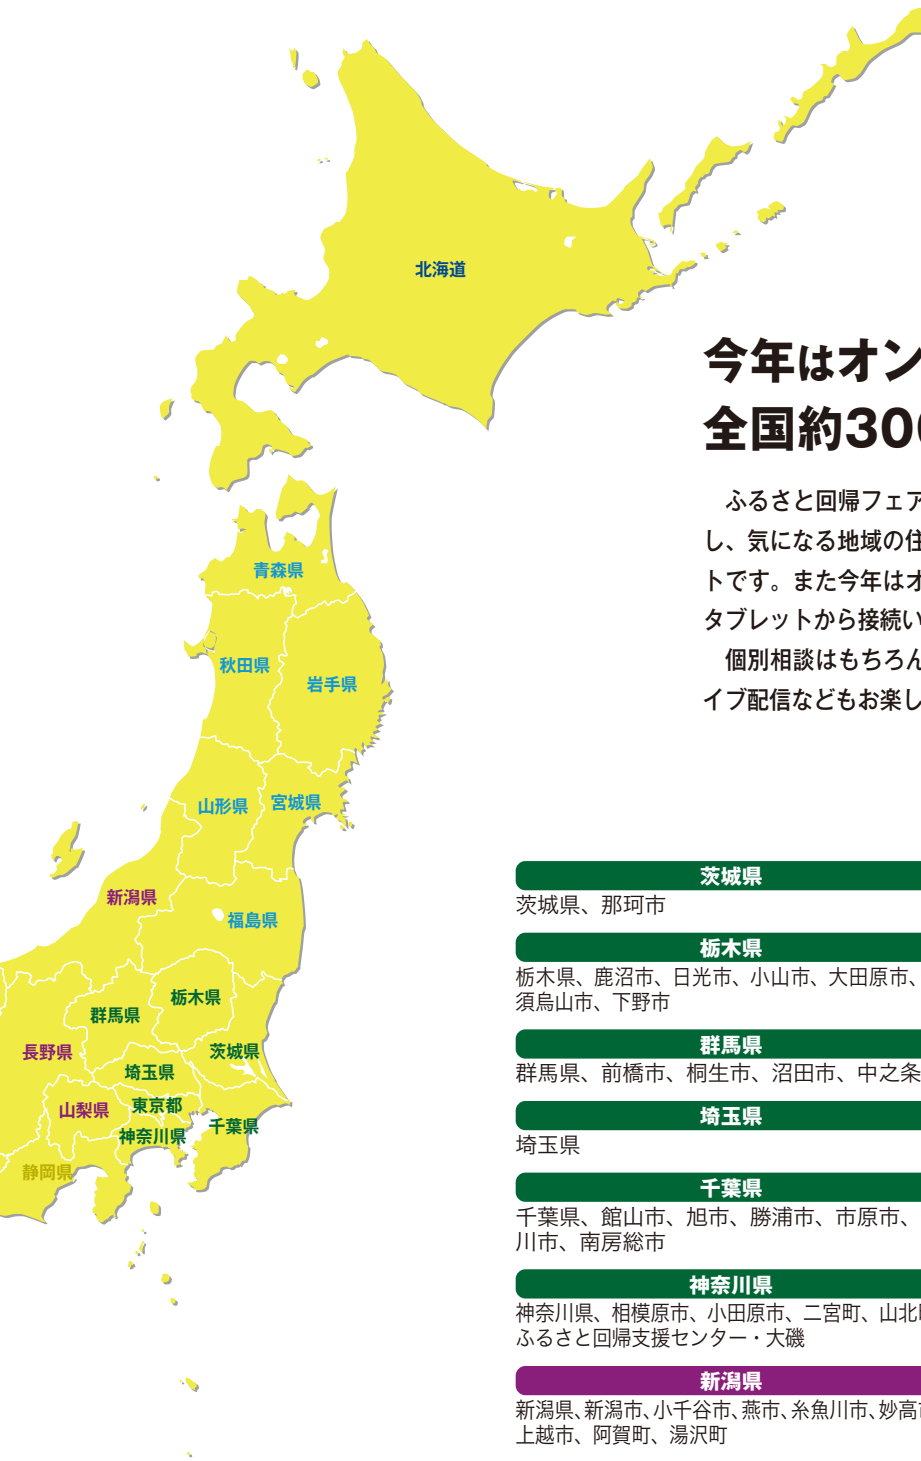 北海道
青森県
秋田県
岩手県
山形県
宮城県
新潟県
福島県
栃木県
群馬県
長野県
茨城県
埼玉県
山梨県
東京都
神奈川県
千葉県
静岡県
今年はオン
全国約30
ふるさと回帰フェア
し、気になる地域の住
トです。また今年はオ
タブレットから接続い
個別相談はもちろん
イブ配信などもお楽し
茨城県
茨城県、那珂市
栃木県
栃木県、鹿沼市、日光市、小山市、大田原市、
須烏山市、下野市
群馬県
群馬県、前橋市、桐生市、沼田市、中之条
埼玉県
埼玉県
千葉県
千葉県、館山市、旭市、勝浦市、市原市、
川市、南房総市
神奈川県
神奈川県、相模原市、小田原市、二宮町、山北
ふるさと回帰支援センター・大磯
新潟県
新潟県、新潟市、小千谷市、燕市、糸魚川市、妙高
上越市、阿賀町、湯沢町